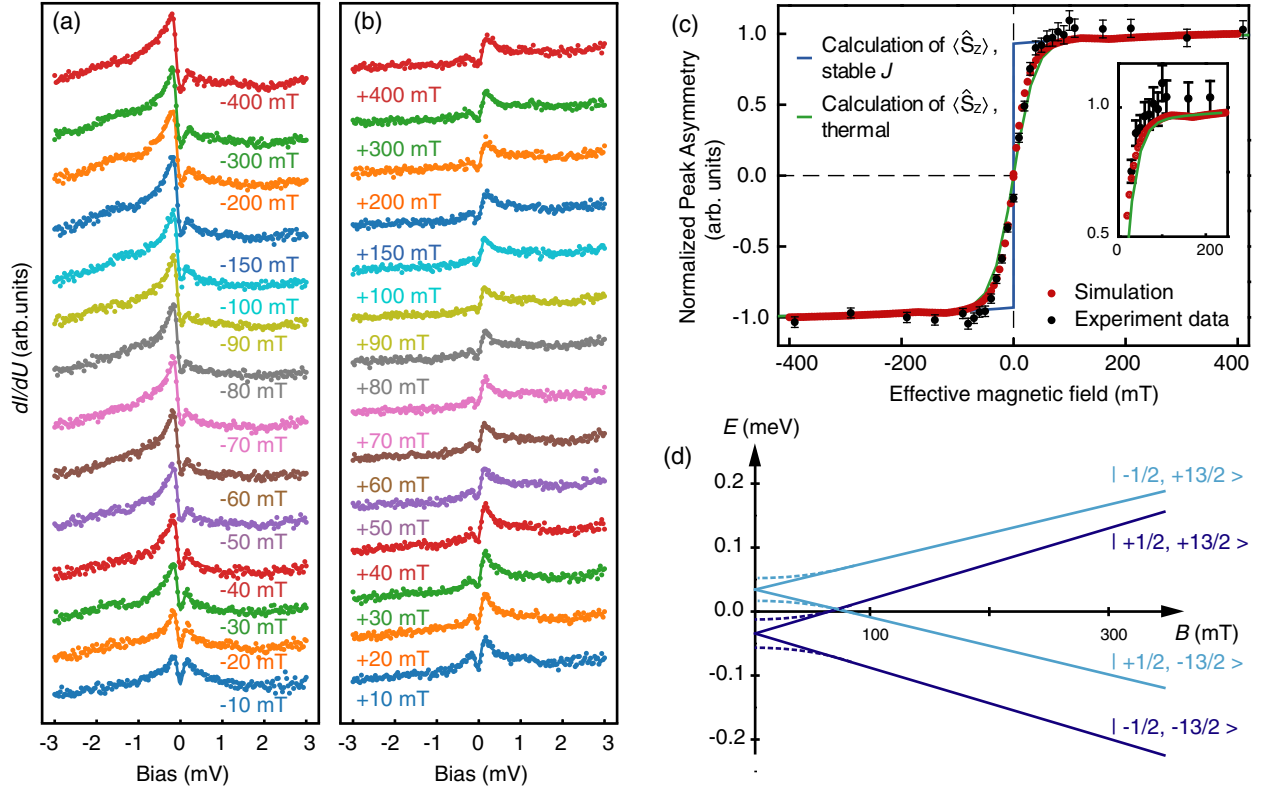 (a)
-400 mT
-300 mT
-200 mT
-150 mT
-100 mT
-90 mT
-80 mT
-70 mT
-60 mT
-50 mT
-40 mT
-30 mT
-20 mT
-10 mT
dI/dU (arb.units)
-3 -2 -1 0 1 2 3
Bias (mV)
(b)
+400 mT
+300 mT
+200 mT
+150 mT
+100 mT
+90 mT
+80 mT
+70 mT
+60 mT
+50 mT
+40 mT
+30 mT
+20 mT
+10 mT
-3 -2 -1 0 1 2 3
Bias (mV)
(c)
Normalized Peak Asymmetry
(arb. units)
1.0
0.5
0.0
-0.5
-1.0
Calculation of ⟨Ŝz⟩ ,
stable J
Calculation of ⟨Ŝz⟩ ,
thermal
1.0
0.5
0 200
Simulation
Experiment data
-400 -200 0.0 200 400
Effective magnetic field (mT)
(d)
E (meV)
0.2
0.1
0.0
-0.1
-0.2
100 300 B (mT)
| -1/2, +13/2 >
| +1/2, +13/2 >
| +1/2, -13/2 >
| -1/2, -13/2 >